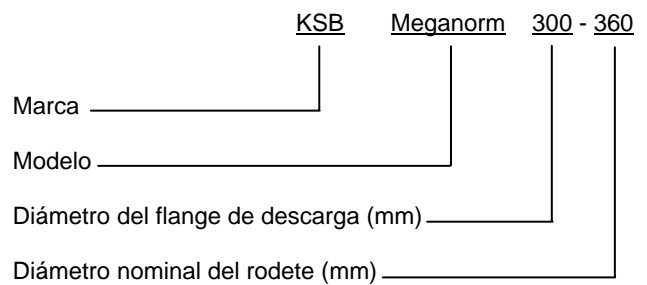 KSB Meganorm 300 - 360
Marca
Modelo
Diámetro del flange de descarga (mm)
Diámetro nominal del rodete (mm)